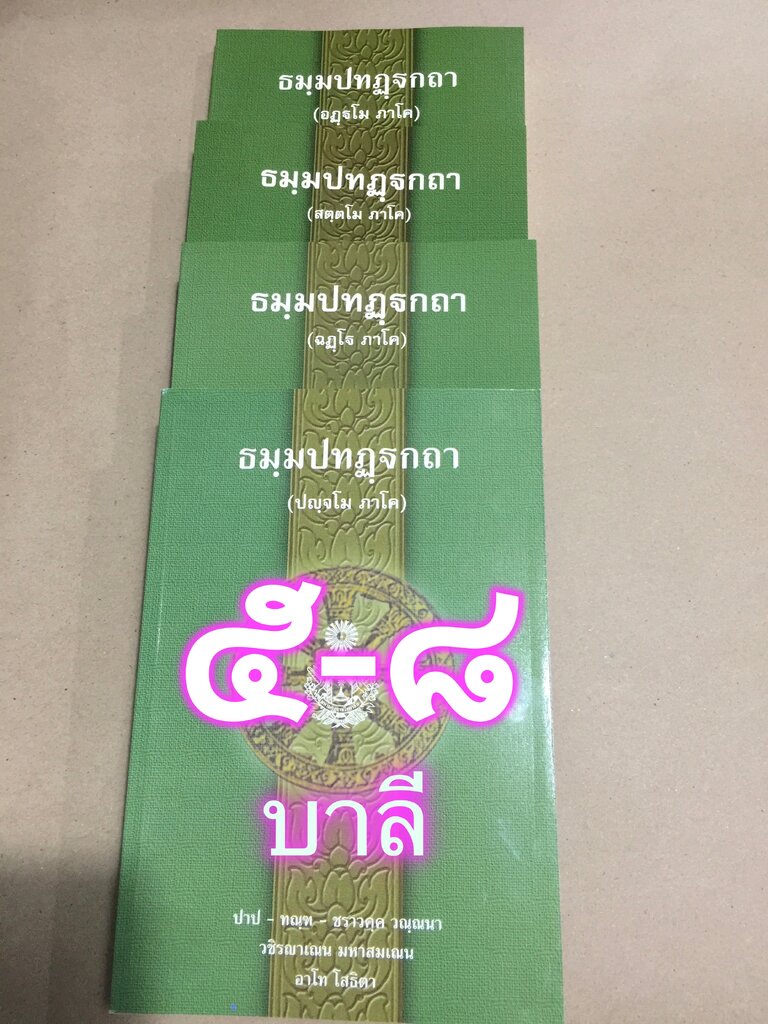 ธมฺมปทฏฺฐกถา
(อฏฺฐโม ภาโค)
ธมฺมปทฏฺฐกถา
(สตฺตโม ภาโค)
ธมฺมปทฏฺฐกถา
(ฉฏฺโฐ ภาโค)
ธมฺมปทฏฺฐกถา
(ปญฺจโม ภาโค)
๕-๘
บาลี
ปาป - ทณฺฑ - ชราวคฺค วณฺณนา
วชิรญาเณน มหาสมเณน
อาโท โสธิตา